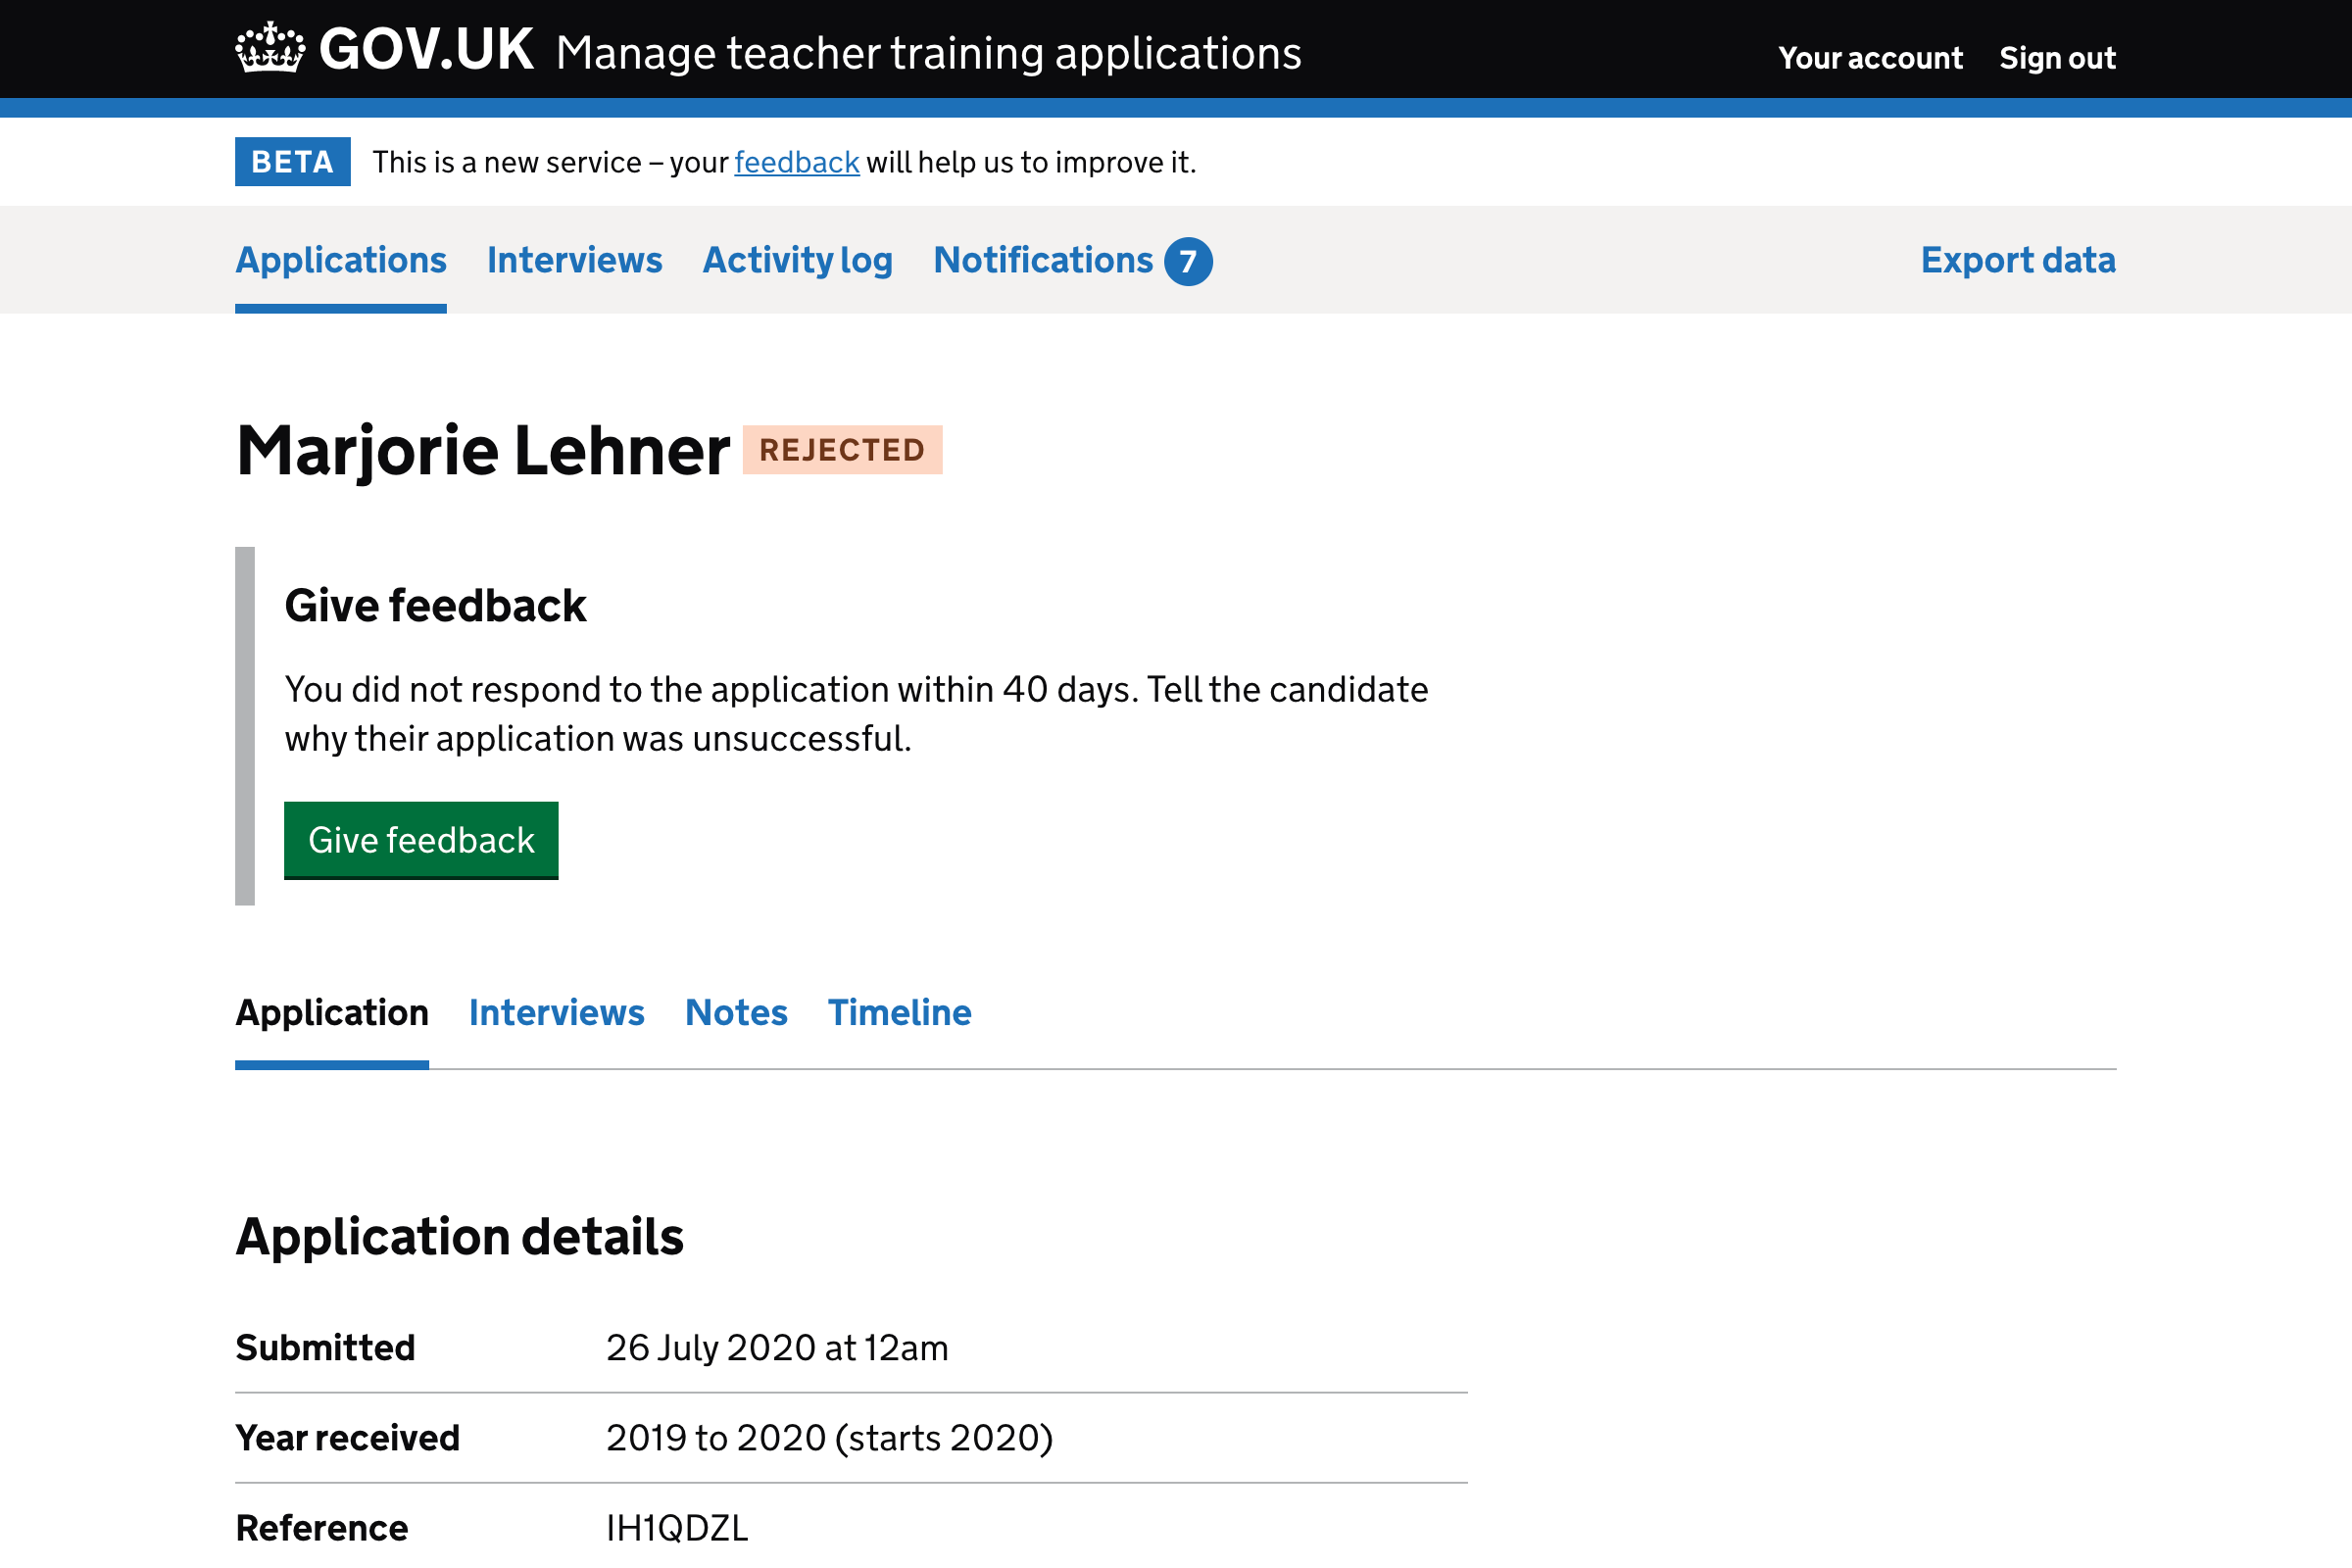 GOV.UK Manage teacher training applications
Your account Sign out
BETA This is a new service – your feedback will help us to improve it.
Applications Interviews Activity log Notifications 7 Export data
Marjorie Lehner REJECTED
Give feedback
You did not respond to the application within 40 days. Tell the candidate
why their application was unsuccessful.
Give feedback
Application Interviews Notes Timeline
Application details
Submitted 26 July 2020 at 12am
Year received 2019 to 2020 (starts 2020)
Reference IH1QDZL